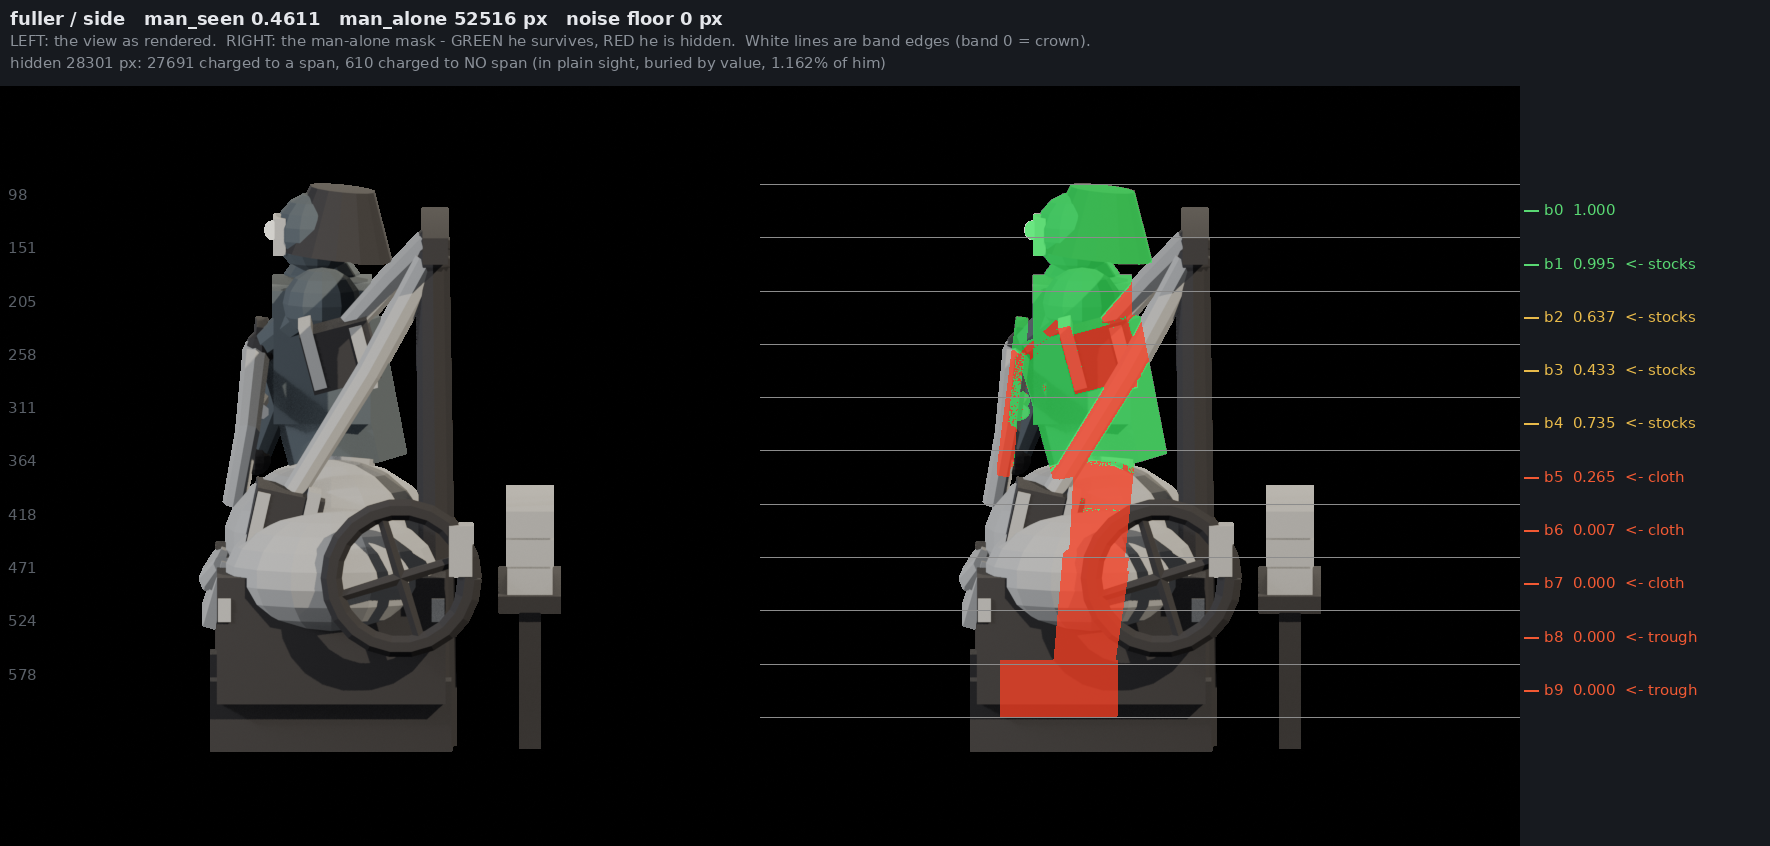 fuller / side   man_seen 0.4611   man_alone 52516 px   noise floor 0 px
LEFT: the view as rendered.  RIGHT: the man-alone mask - GREEN he survives, RED he is hidden.  White lines are band edges (band 0 = crown).
hidden 28301 px: 27691 charged to a span, 610 charged to NO span (in plain sight, buried by value, 1.162% of him)
98
b0  1.000
151
b1  0.995  <- stocks
205
b2  0.637  <- stocks
258
b3  0.433  <- stocks
311
b4  0.735  <- stocks
364
b5  0.265  <- cloth
418
b6  0.007  <- cloth
471
b7  0.000  <- cloth
524
b8  0.000  <- trough
578
b9  0.000  <- trough